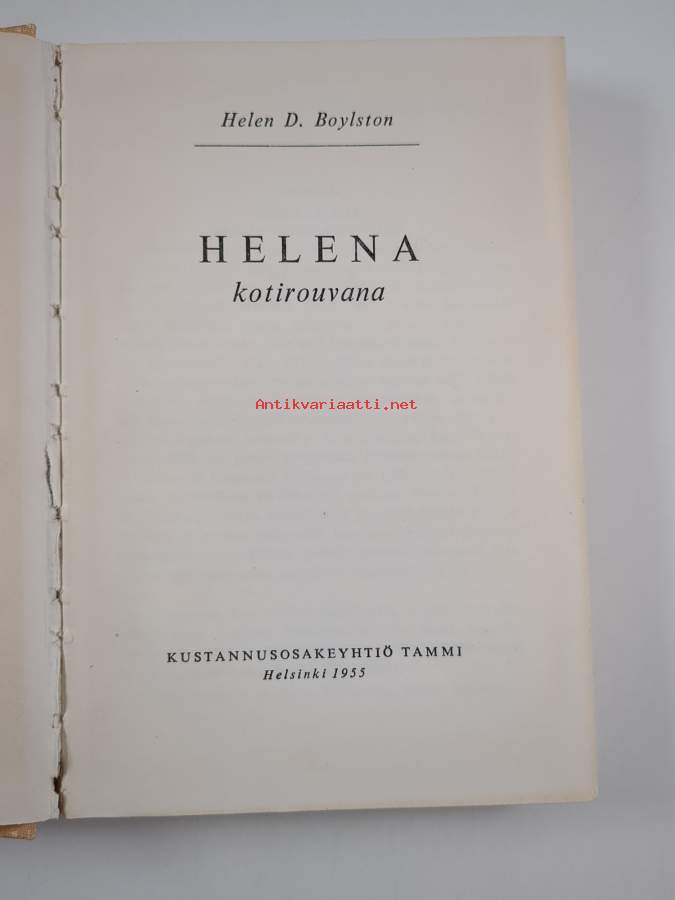 Helen D. Boylston
HELENA
kotirouvana
Antikvariaatti.net
KUSTANNUSOSAKEYHTIÖ TAMMI
Helsinki 1955